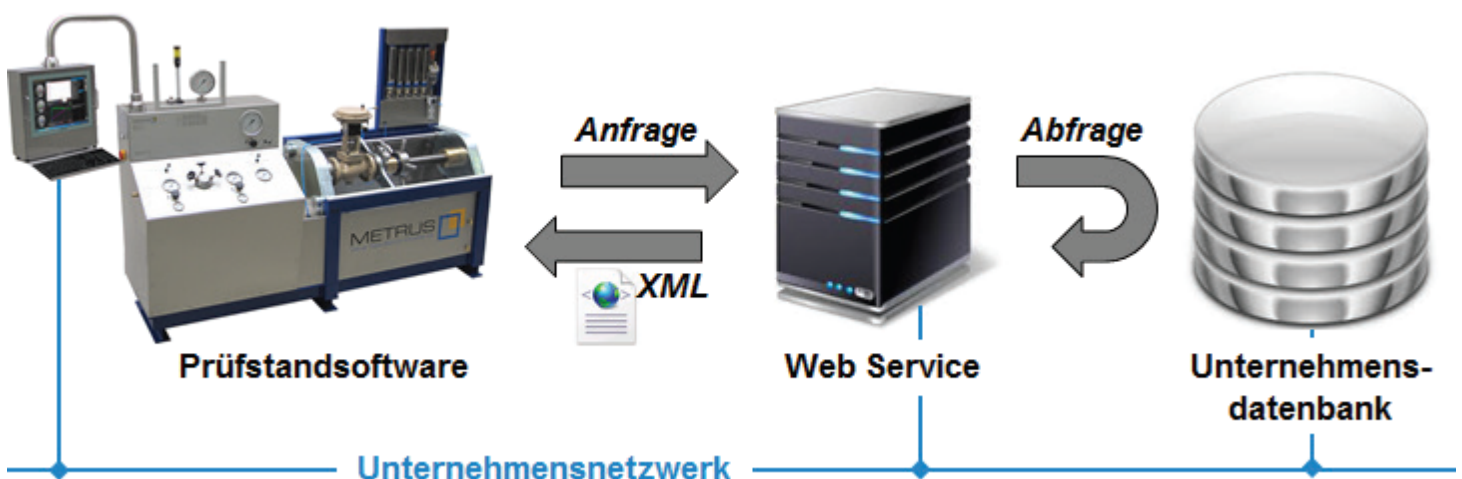 Anfrage
Abfrage
METRUS
XML
Prüfstandsoftware
Web Service
Unternehmens-
datenbank
Unternehmensnetzwerk